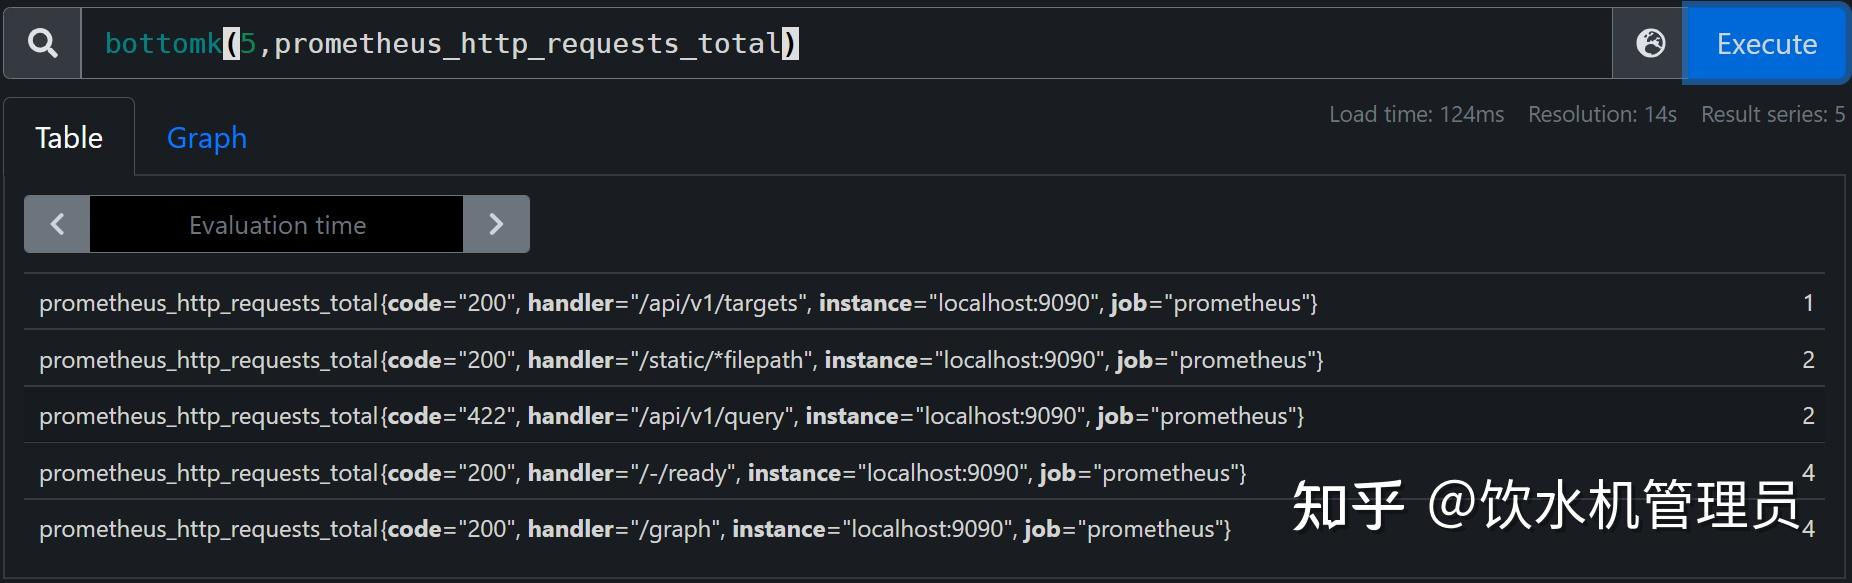 bottomk(5,prometheus_http_requests_total)
Execute
Table
Graph
Load time: 124ms Resolution: 14s Result series: 5
Evaluation time
prometheus_http_requests_total{code="200", handler="/api/v1/targets", instance="localhost:9090", job="prometheus"} 1
prometheus_http_requests_total{code="200", handler="/static/*filepath", instance="localhost:9090", job="prometheus"} 2
prometheus_http_requests_total{code="422", handler="/api/v1/query", instance="localhost:9090", job="prometheus"} 2
prometheus_http_requests_total{code="200", handler="/-/ready", instance="localhost:9090", job="prometheus"} 4
prometheus_http_requests_total{code="200", handler="/graph", instance="localhost:9090", job="prometheus"} 4
知乎 @饮水机管理员